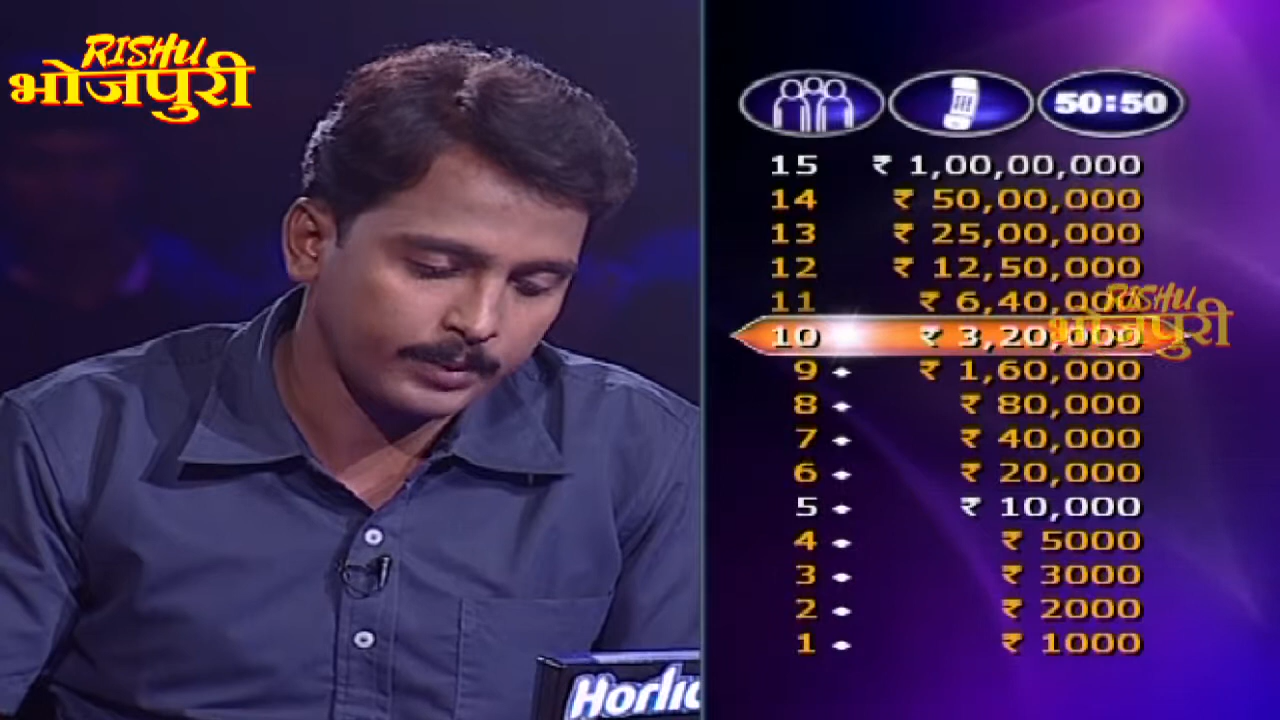 RISHU
भोजपुरी
50:50
15 ₹ 1,00,00,000
14 ₹ 50,00,000
13 ₹ 25,00,000
12 ₹ 12,50,000
11 ₹ 6,40,000
RISHU
10 ₹ 3,20,000
भोजपुरी
9 ₹ 1,60,000
8 ₹ 80,000
7 ₹ 40,000
6 ₹ 20,000
5 ₹ 10,000
4 ₹ 5000
3 ₹ 3000
2 ₹ 2000
1 ₹ 1000